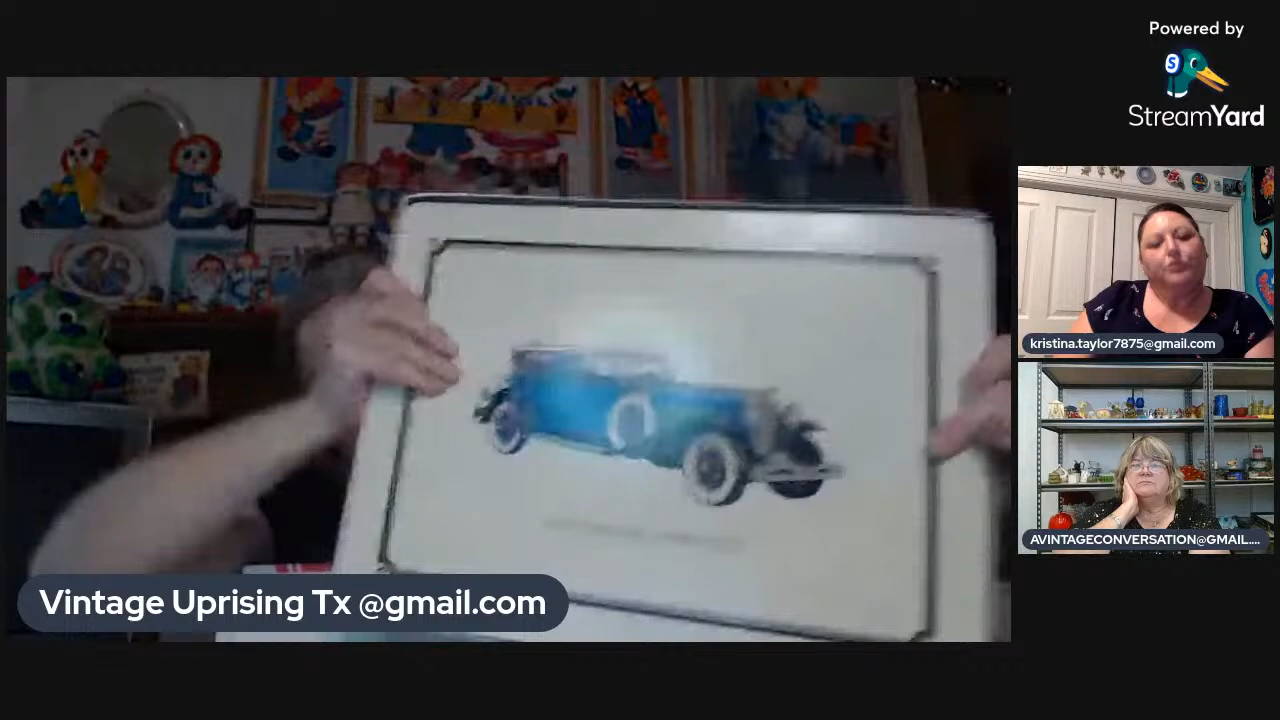 Powered by
StreamYard
kristina.taylor7875@gmail.com
AVINTAGECONVERSATION@GMAIL....
Vintage Uprising Tx @gmail.com